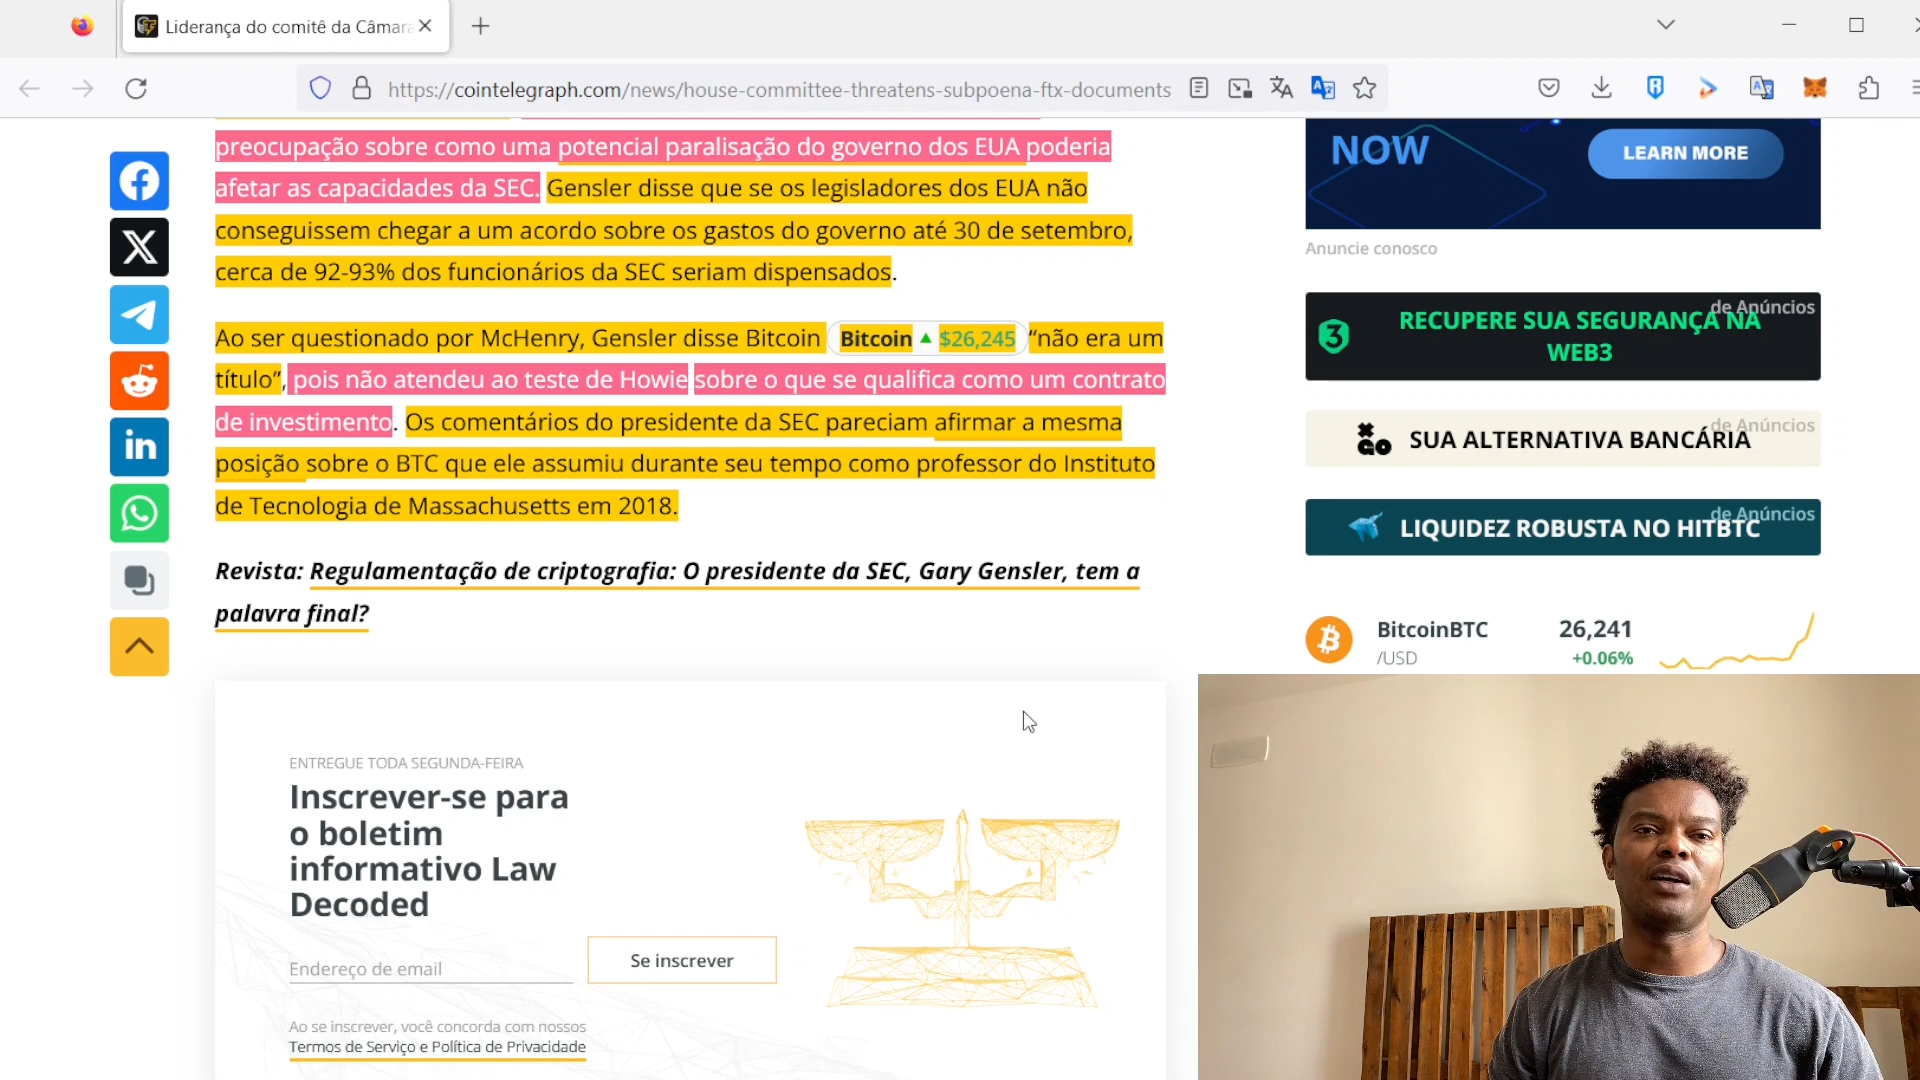 Liderança do comitê da Câmara
https://cointelegraph.com/news/house-committee-threatens-subpoena-ftx-documents
preocupação sobre como uma potencial paralisação do governo dos EUA poderia
afetar as capacidades da SEC. Gensler disse que se os legisladores dos EUA não
conseguissem chegar a um acordo sobre os gastos do governo até 30 de setembro,
cerca de 92-93% dos funcionários da SEC seriam dispensados.
Ao ser questionado por McHenry, Gensler disse Bitcoin Bitcoin ▲ $26,245 “não era um
título”, pois não atendeu ao teste de Howie sobre o que se qualifica como um contrato
de investimento. Os comentários do presidente da SEC pareciam afirmar a mesma
posição sobre o BTC que ele assumiu durante seu tempo como professor do Instituto
de Tecnologia de Massachusetts em 2018.
Revista: Regulamentação de criptografia: O presidente da SEC, Gary Gensler, tem a
palavra final?
ENTREGUE TODA SEGUNDA-FEIRA
Inscrever-se para
o boletim
informativo Law
Decoded
Endereço de email
Se inscrever
Ao se inscrever, você concorda com nossos
Termos de Serviço e Política de Privacidade
NOW
LEARN MORE
Anuncie conosco
de Anúncios
RECUPERE SUA SEGURANÇA NA
WEB3
de Anúncios
SUA ALTERNATIVA BANCÁRIA
de Anúncios
LIQUIDEZ ROBUSTA NO HITBTC
BitcoinBTC 26,241
/USD +0.06%